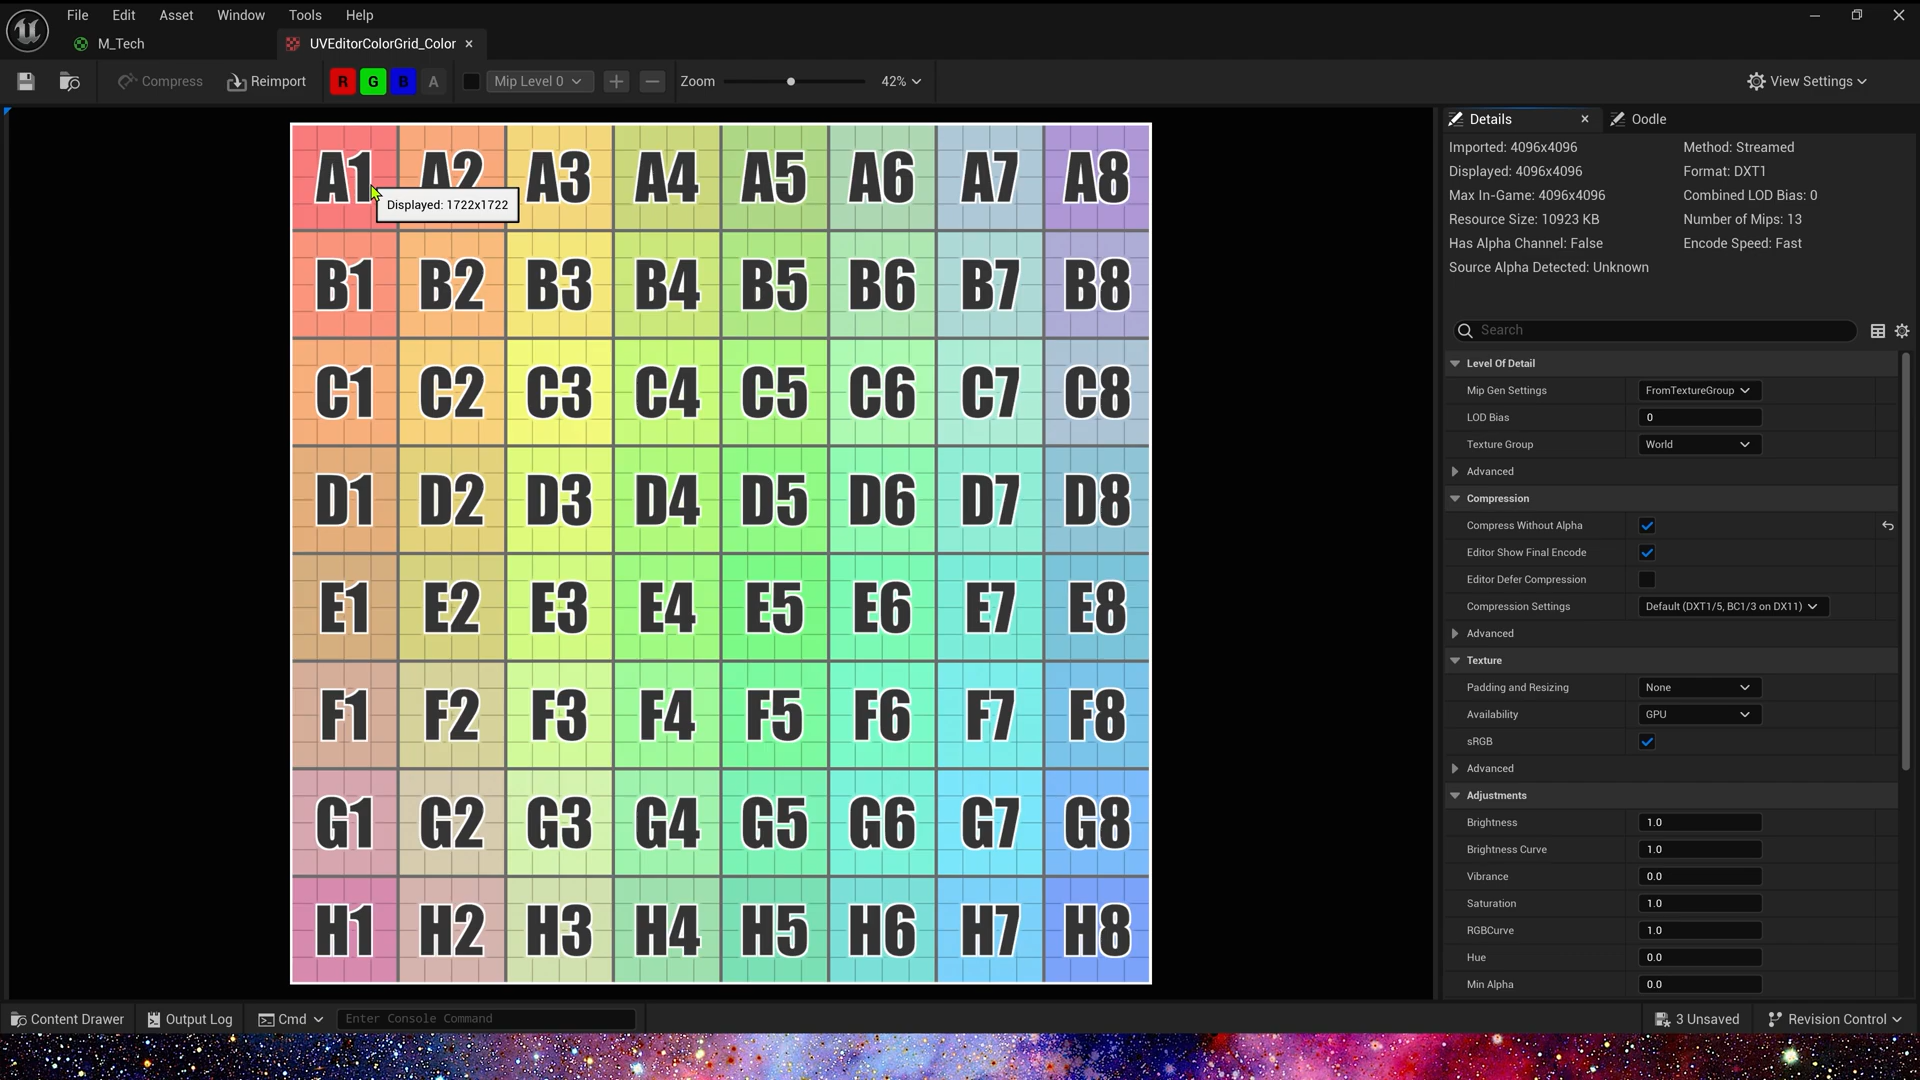 File Edit Asset Window Tools Help
M_Tech UVEditorColorGrid_Color
Compress Reimport R G B A Mip Level 0 Zoom 42% View Settings
Details Oodle
Imported: 4096x4096 Method: Streamed
Displayed: 4096x4096 Format: DXT1
Max In-Game: 4096x4096 Combined LOD Bias: 0
Resource Size: 10923 KB Number of Mips: 13
Has Alpha Channel: False Encode Speed: Fast
Source Alpha Detected: Unknown
Search
Level Of Detail
Mip Gen Settings FromTextureGroup
LOD Bias 0
Texture Group World
Advanced
Compression
Compress Without Alpha
Editor Show Final Encode
Editor Defer Compression
Compression Settings Default (DXT1/5, BC1/3 on DX11)
Advanced
Texture
Padding and Resizing None
Availability GPU
sRGB
Advanced
Adjustments
Brightness 1.0
Brightness Curve 1.0
Vibrance 0.0
Saturation 1.0
RGBCurve 1.0
Hue 0.0
Min Alpha 0.0
A1 A2 A3 A4 A5 A6 A7 A8
Displayed: 1722x1722
B1 B2 B3 B4 B5 B6 B7 B8
C1 C2 C3 C4 C5 C6 C7 C8
D1 D2 D3 D4 D5 D6 D7 D8
E1 E2 E3 E4 E5 E6 E7 E8
F1 F2 F3 F4 F5 F6 F7 F8
G1 G2 G3 G4 G5 G6 G7 G8
H1 H2 H3 H4 H5 H6 H7 H8
Content Drawer Output Log Cmd Enter Console Command 3 Unsaved Revision Control